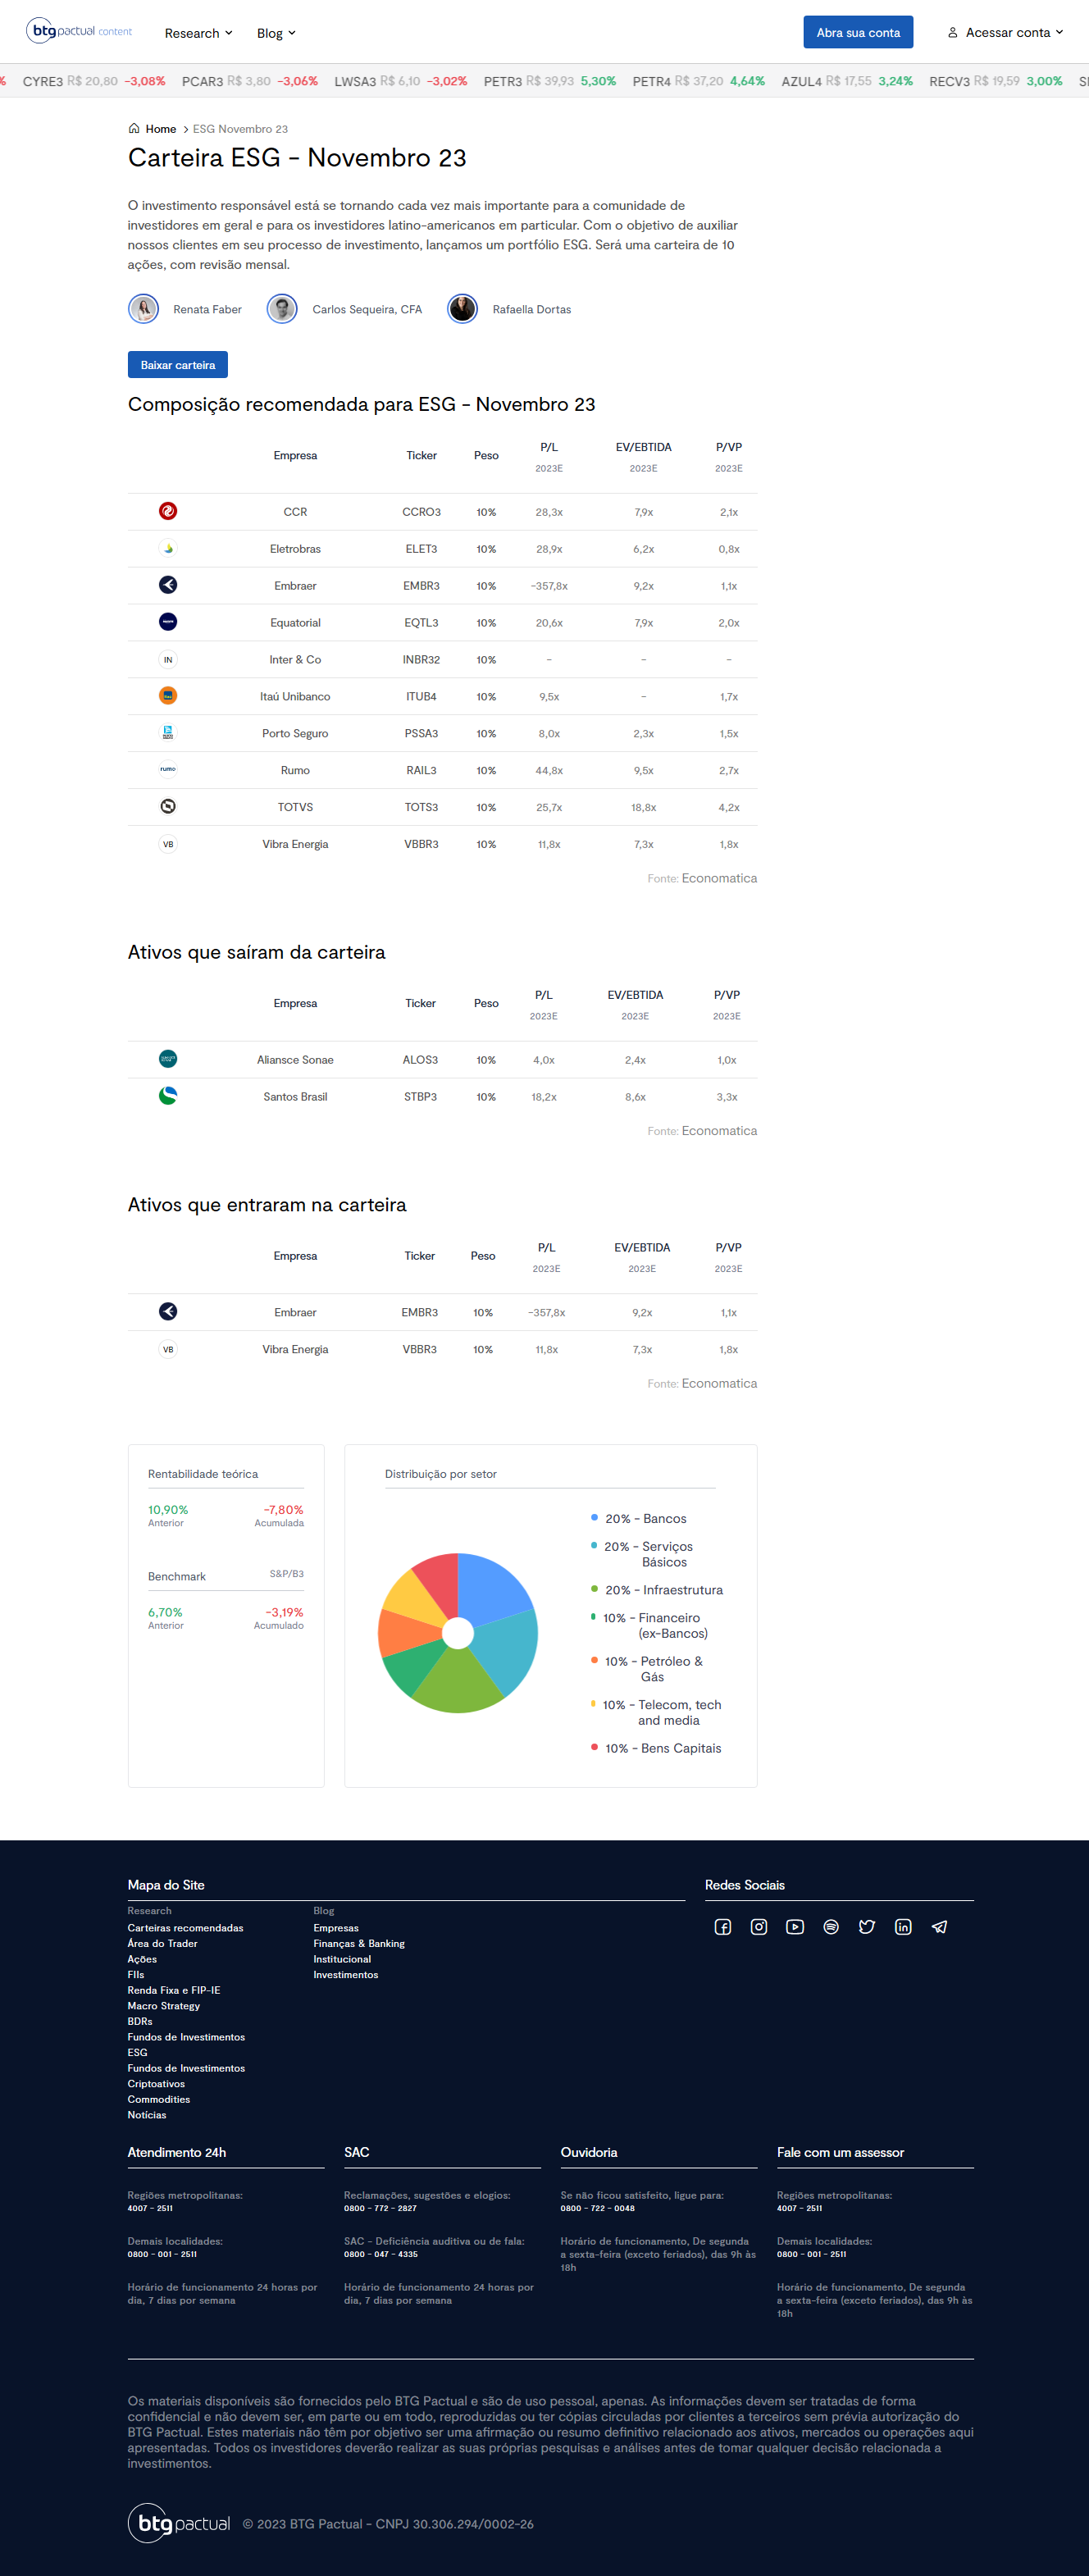 btg pactual content
Research
Blog
Abra sua conta
Acessar conta
% CYRE3 R$ 20,80 -3,08% PCAR3 R$ 3,80 -3,06% LWSA3 R$ 6,10 -3,02% PETR3 R$ 39,93 5,30% PETR4 R$ 37,20 4,64% AZUL4 R$ 17,55 3,24% RECV3 R$ 19,59 3,00%
Home > ESG Novembro 23
Carteira ESG - Novembro 23
O investimento responsável está se tornando cada vez mais importante para a comunidade de
investidores em geral e para os investidores latino-americanos em particular. Com o objetivo de auxiliar
nossos clientes em seu processo de investimento, lançamos um portfólio ESG. Será uma carteira de 10
ações, com revisão mensal.
Renata Faber Carlos Sequeira, CFA Rafaella Dortas
Baixar carteira
Composição recomendada para ESG - Novembro 23
Empresa Ticker Peso P/L EV/EBTIDA P/VP
2023E 2023E 2023E
CCR CCRO3 10% 28,3x 7,9x 2,1x
Eletrobras ELET3 10% 28,9x 6,2x 0,8x
Embraer EMBR3 10% -357,8x 9,2x 1,1x
Equatorial EQTL3 10% 20,6x 7,9x 2,0x
IN Inter & Co INBR32 10% - - -
Itaú Unibanco ITUB4 10% 9,5x - 1,7x
Porto Seguro PSSA3 10% 8,0x 2,3x 1,5x
rumo Rumo RAIL3 10% 44,8x 9,5x 2,7x
TOTVS TOTS3 10% 25,7x 18,8x 4,2x
VB Vibra Energia VBBR3 10% 11,8x 7,3x 1,8x
Fonte: Economatica
Ativos que saíram da carteira
Empresa Ticker Peso P/L EV/EBITDA P/VP
2023E 2023E 2023E
Aliansce Sonae ALOS3 10% 4,0x 2,4x 1,0x
Santos Brasil STBP3 10% 18,2x 8,6x 3,3x
Fonte: Economatica
Ativos que entraram na carteira
Empresa Ticker Peso P/L EV/EBITDA P/VP
2023E 2023E 2023E
Embraer EMBR3 10% -357,8x 9,2x 1,1x
VB Vibra Energia VBBR3 10% 11,8x 7,3x 1,8x
Fonte: Economatica
Rentabilidade teórica
10,90% -7,80%
Anterior Acumulada
Benchmark S&P/B3
6,70% -3,19%
Anterior Acumulado
Distribuição por setor
20% - Bancos
20% - Serviços
Básicos
20% - Infraestrutura
10% - Financeiro
(ex-Bancos)
10% - Petróleo &
Gás
10% - Telecom, tech
and media
10% - Bens Capitais
Mapa do Site
Research
Carteiras recomendadas
Área do Trader
Ações
FIIs
Renda Fixa e FIP-IE
Macro Strategy
BDRs
Fundos de Investimentos
ESG
Fundos de Investimentos
Criptoativos
Commodities
Notícias
Blog
Empresas
Finanças & Banking
Institucional
Investimentos
Redes Sociais
Atendimento 24h
Regiões metropolitanas:
4007 - 2511
Demais localidades:
0800 - 001 - 2511
Horário de funcionamento 24 horas por
dia, 7 dias por semana
SAC
Reclamações, sugestões e elogios:
0800 - 772 - 2827
SAC - Deficiência auditiva ou de fala:
0800 - 047 - 4335
Horário de funcionamento 24 horas por
dia, 7 dias por semana
Ouvidoria
Se não ficou satisfeito, ligue para:
0800 - 722 - 0048
Horário de funcionamento, De segunda
a sexta-feira (exceto feriados), das 9h às
18h
Fale com um assessor
Regiões metropolitanas:
4007 - 2511
Demais localidades:
0800 - 001 - 2511
Horário de funcionamento, De segunda
a sexta-feira (exceto feriados), das 9h às
18h
Os materiais disponíveis são fornecidos pelo BTG Pactual e são de uso pessoal, apenas. As informações devem ser tratadas de forma
confidencial e não devem ser, em parte ou em todo, reproduzidas ou ter cópias circuladas por clientes a terceiros sem prévia autorização do
BTG Pactual. Estes materiais não têm por objetivo ser uma afirmação ou resumo definitivo relacionado aos ativos, mercados ou operações aqui
apresentadas. Todos os investidores deverão realizar as suas próprias pesquisas e análises antes de tomar qualquer decisão relacionada a
investimentos.
btg pactual © 2023 BTG Pactual - CNPJ 30.306.294/0002-26